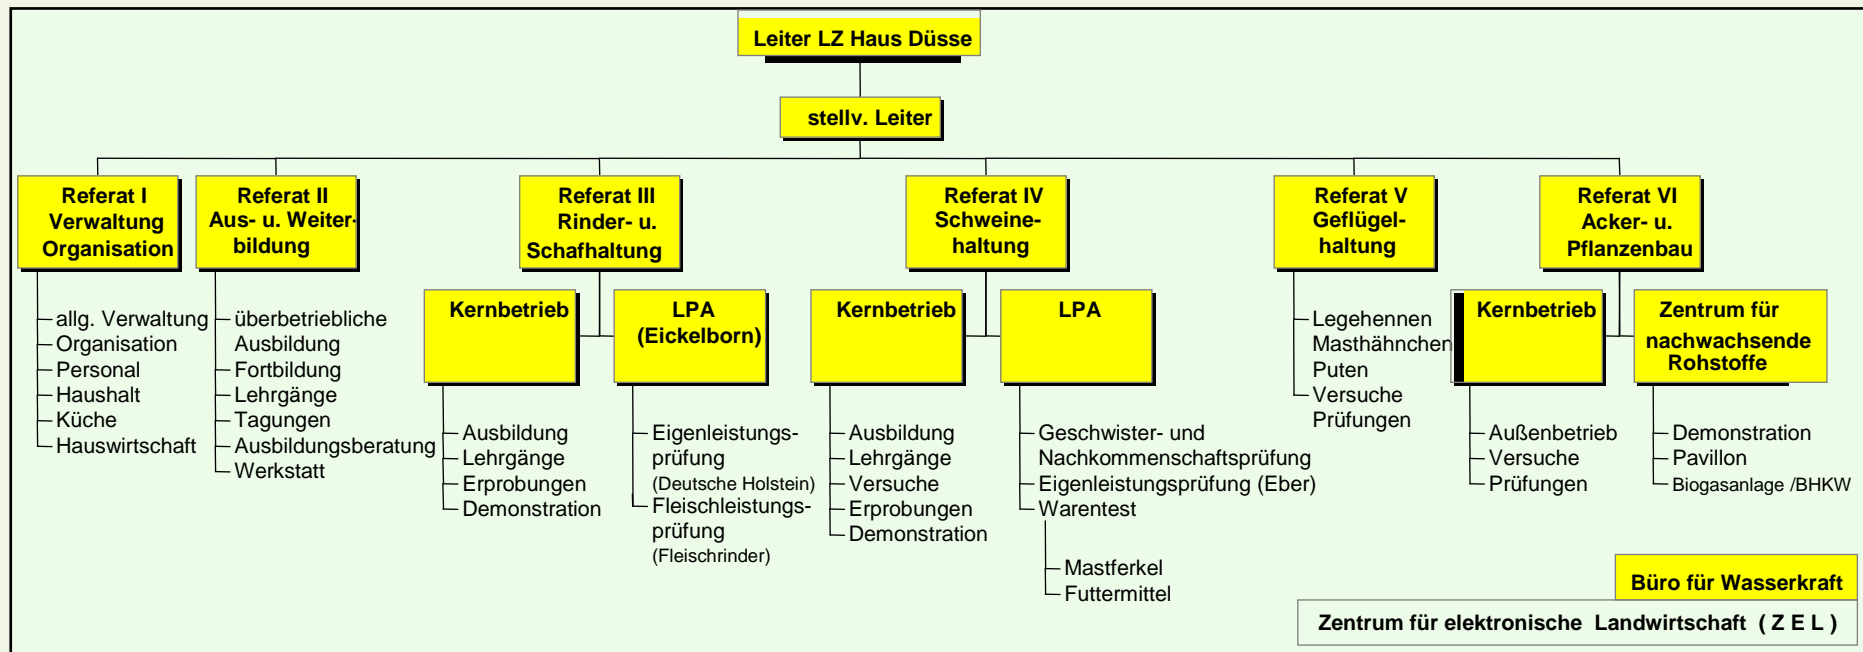 Leiter LZ Haus Düsse
stellv. Leiter
Referat I
Verwaltung
Organisation
allg. Verwaltung
Organisation
Personal
Haushalt
Küche
Hauswirtschaft
Referat II
Aus- u. Weiter-
bildung
überbetriebliche
Ausbildung
Fortbildung
Lehrgänge
Tagungen
Ausbildungsberatung
Werkstatt
Referat III
Rinder- u.
Schafhaltung
Kernbetrieb
Ausbildung
Lehrgänge
Erprobungen
Demonstration
LPA
(Eickelborn)
Eigenleistungs-
prüfung
(Deutsche Holstein)
Fleischleistungs-
prüfung
(Fleischrinder)
Referat IV
Schweine-
haltung
Kernbetrieb
Ausbildung
Lehrgänge
Versuche
Erprobungen
Demonstration
LPA
Geschwister- und
Nachkommenschaftsprüfung
Eigenleistungsprüfung (Eber)
Warentest
Mastferkel
Futtermittel
Referat V
Geflügel-
haltung
Legehennen
Masthähnchen
Puten
Versuche
Prüfungen
Referat VI
Acker- u.
Pflanzenbau
Kernbetrieb
Außenbetrieb
Versuche
Prüfungen
Zentrum für
nachwachsende
Rohstoffe
Demonstration
Pavillon
Biogasanlage /BHKW
Büro für Wasserkraft
Zentrum für elektronische Landwirtschaft ( Z E L )